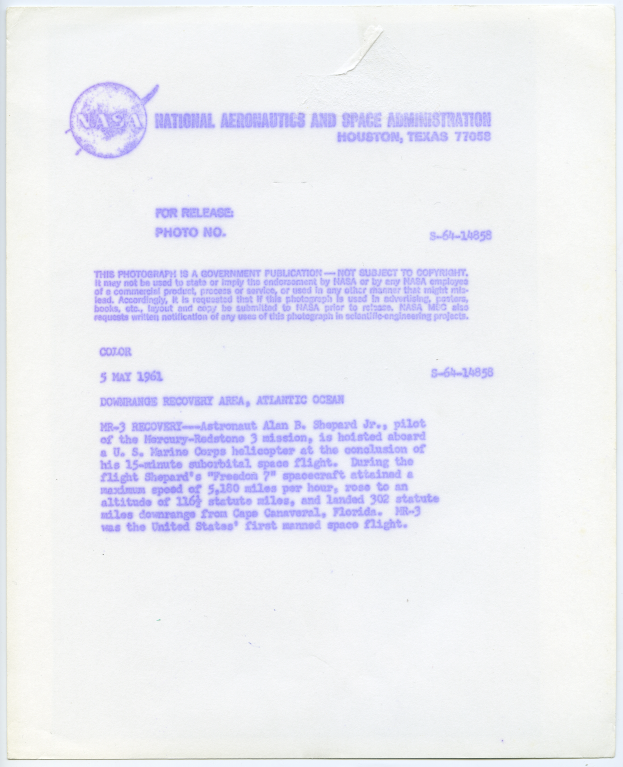 NASA
NATIONAL AERONAUTICS AND SPACE ADMINISTRATION
HOUSTON, TEXAS 77058
FOR RELEASE:
PHOTO NO. S-64-14858
THIS PHOTOGRAPH IS A GOVERNMENT PUBLICATION—NOT SUBJECT TO COPYRIGHT.
It may not be used to state or imply the endorsement by NASA or by any NASA employee
of a commercial product, process or service, or used in any other manner that might mis-
lead. Accordingly, it is requested that if this photograph is used in advertising, posters,
books, etc., layout and copy be submitted to NASA prior to release. NASA MSC also
requests written notification of any uses of this photograph in scientific-engineering projects.
COLOR
5 MAY 1961 S-64-14858
DOWNRANGE RECOVERY AREA, ATLANTIC OCEAN
MR-3 RECOVERY---Astronaut Alan B. Shepard Jr., pilot
of the Mercury-Redstone 3 mission, is hoisted aboard
a U. S. Marine Corps helicopter at the conclusion of
his 15-minute suborbital space flight. During the
flight Shepard's "Freedom 7" spacecraft attained a
maximum speed of 5,180 miles per hour, rose to an
altitude of 116½ statute miles, and landed 302 statute
miles downrange from Cape Canaveral, Florida. MR-3
was the United States' first manned space flight.